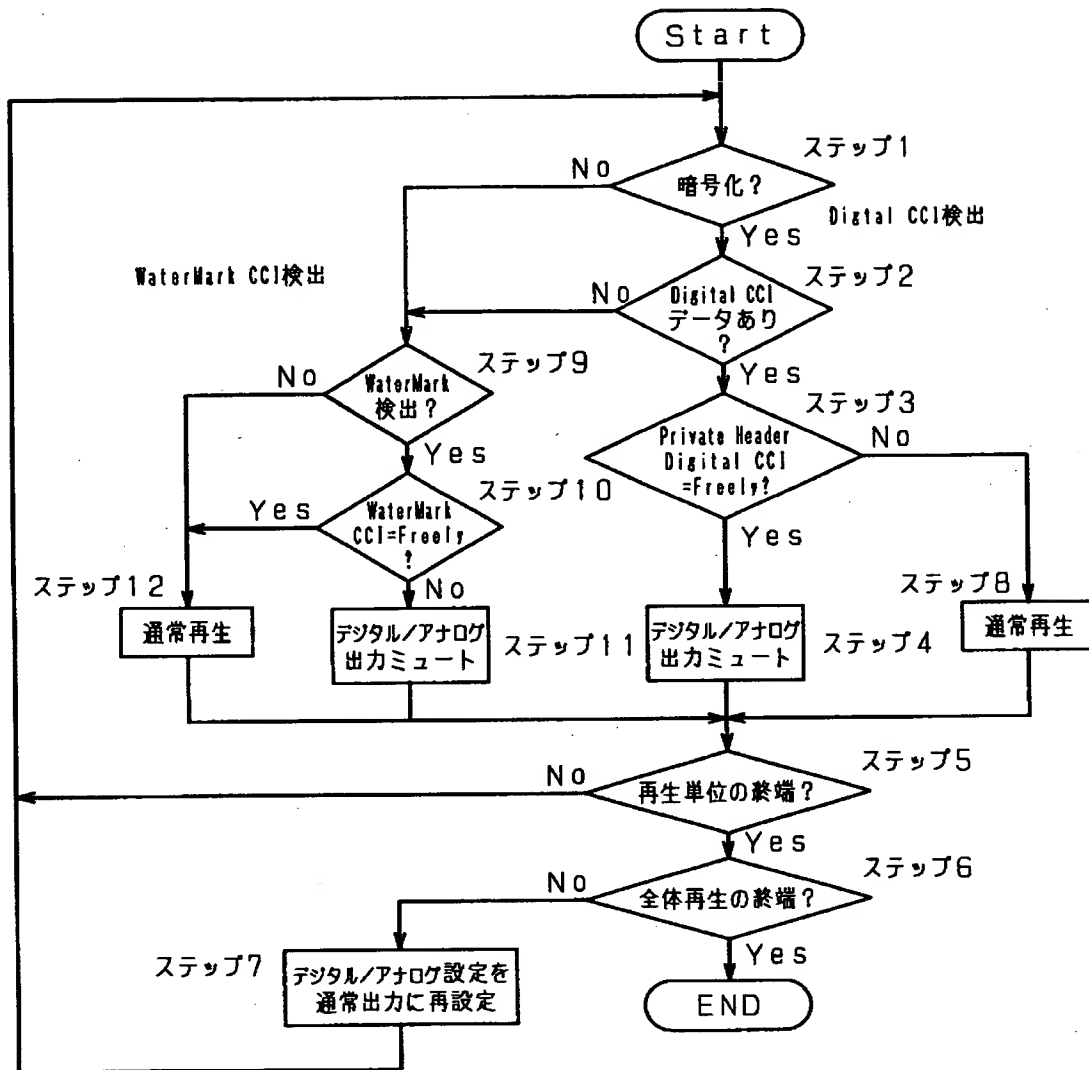 Start
ステップ1
No
暗号化?
Digtal CCI検出
Yes
WaterMark CCI検出
ステップ2
No
Digital CCI
データあり
?
ステップ9
Yes
No
WaterMark
検出?
ステップ3
Private Header
Digital CCI
=Freely?
No
Yes
ステップ10
Yes
WaterMark
CCI=Freely
?
Yes
ステップ12
No
ステップ8
通常再生
デジタル/アナログ
出力ミュート
ステップ11
デジタル/アナログ
出力ミュート
ステップ4
通常再生
ステップ5
No
再生単位の終端?
Yes
ステップ6
No
全体再生の終端?
Yes
ステップ7
デジタル/アナログ設定を
通常出力に再設定
END